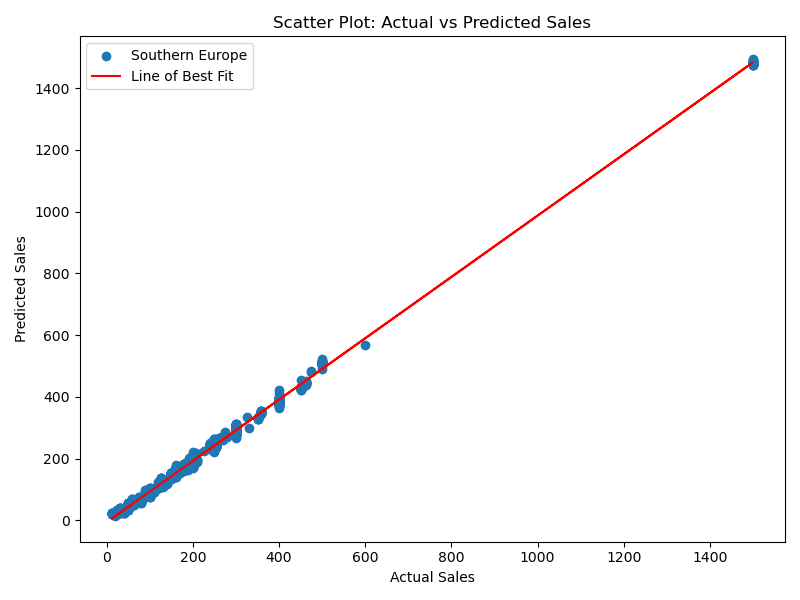 Scatter Plot: Actual vs Predicted Sales
Southern Europe
Line of Best Fit
1400
1200
1000
800
600
400
200
0
Predicted Sales
0 200 400 600 800 1000 1200 1400
Actual Sales